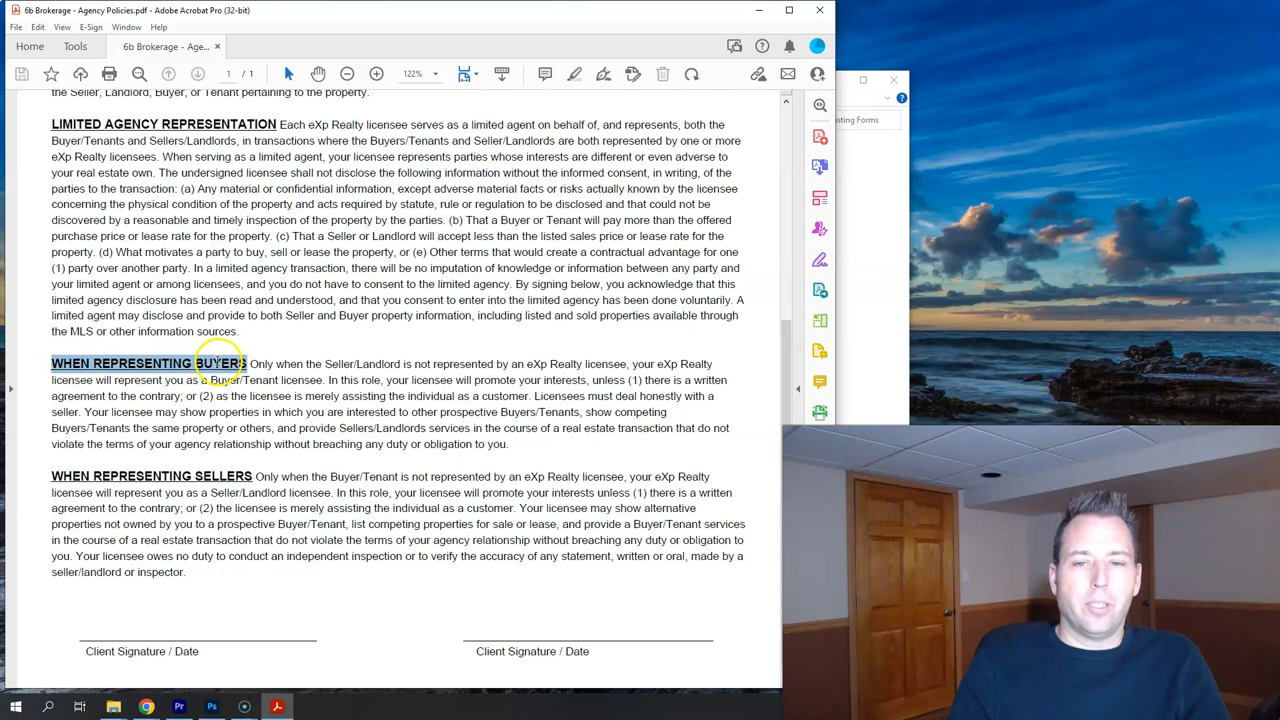 6b Brokerage - Agency Policies.pdf - Adobe Acrobat Pro (32-bit)
File Edit View E-Sign Window Help
Home Tools 6b Brokerage - Age... ×
1 / 1 122%
isting Forms
the Seller, Landlord, Buyer, or Tenant pertaining to the property.
LIMITED AGENCY REPRESENTATION Each eXp Realty licensee serves as a limited agent on behalf of, and represents, both the
Buyer/Tenants and Sellers/Landlords, in transactions where the Buyers/Tenants and Seller/Landlords are both represented by one or more
eXp Realty licensees. When serving as a limited agent, your licensee represents parties whose interests are different or even adverse to
your real estate own. The undersigned licensee shall not disclose the following information without the informed consent, in writing, of the
parties to the transaction: (a) Any material or confidential information, except adverse material facts or risks actually known by the licensee
concerning the physical condition of the property and acts required by statute, rule or regulation to be disclosed and that could not be
discovered by a reasonable and timely inspection of the property by the parties. (b) That a Buyer or Tenant will pay more than the offered
purchase price or lease rate for the property. (c) That a Seller or Landlord will accept less than the listed sales price or lease rate for the
property. (d) What motivates a party to buy, sell or lease the property, or (e) Other terms that would create a contractual advantage for one
(1) party over another party. In a limited agency transaction, there will be no imputation of knowledge or information between any party and
your limited agent or among licensees, and you do not have to consent to the limited agency. By signing below, you acknowledge that this
limited agency disclosure has been read and understood, and that you consent to enter into the limited agency has been done voluntarily. A
limited agent may disclose and provide to both Seller and Buyer property information, including listed and sold properties available through
the MLS or other information sources.
WHEN REPRESENTING BUYERS Only when the Seller/Landlord is not represented by an eXp Realty licensee, your eXp Realty
licensee will represent you as a Buyer/Tenant licensee. In this role, your licensee will promote your interests, unless (1) there is a written
agreement to the contrary; or (2) as the licensee is merely assisting the individual as a customer. Licensees must deal honestly with a
seller. Your licensee may show properties in which you are interested to other prospective Buyers/Tenants, show competing
Buyers/Tenants the same property or others, and provide Sellers/Landlords services in the course of a real estate transaction that do not
violate the terms of your agency relationship without breaching any duty or obligation to you.
WHEN REPRESENTING SELLERS Only when the Buyer/Tenant is not represented by an eXp Realty licensee, your eXp Realty
licensee will represent you as a Seller/Landlord licensee. In this role, your licensee will promote your interests unless (1) there is a written
agreement to the contrary; or (2) the licensee is merely assisting the individual as a customer. Your licensee may show alternative
properties not owned by you to a prospective Buyer/Tenant, list competing properties for sale or lease, and provide a Buyer/Tenant services
in the course of a real estate transaction that do not violate the terms of your agency relationship without breaching any duty or obligation to
you. Your licensee owes no duty to conduct an independent inspection or to verify the accuracy of any statement, written or oral, made by a
seller/landlord or inspector.
Client Signature / Date Client Signature / Date
Pr Ps